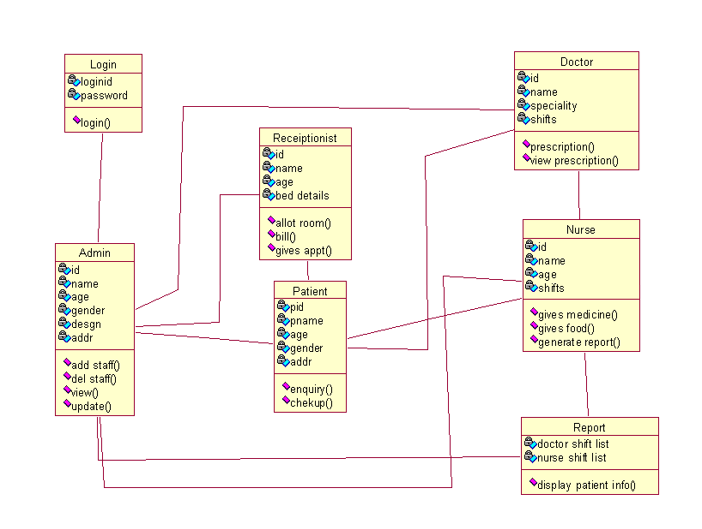 Login
loginid
password
login()
Doctor
id
name
speciality
shifts
prescription()
view prescription()
Receiptionist
id
name
age
bed details
allot room()
bill()
gives appt()
Nurse
id
name
age
shifts
gives medicine()
gives food()
generate report()
Admin
id
name
age
gender
desgn
addr
add staff()
del staff()
view()
update()
Patient
pid
pname
age
gender
addr
enquiry()
chekup()
Report
doctor shift list
nurse shift list
display patient info()